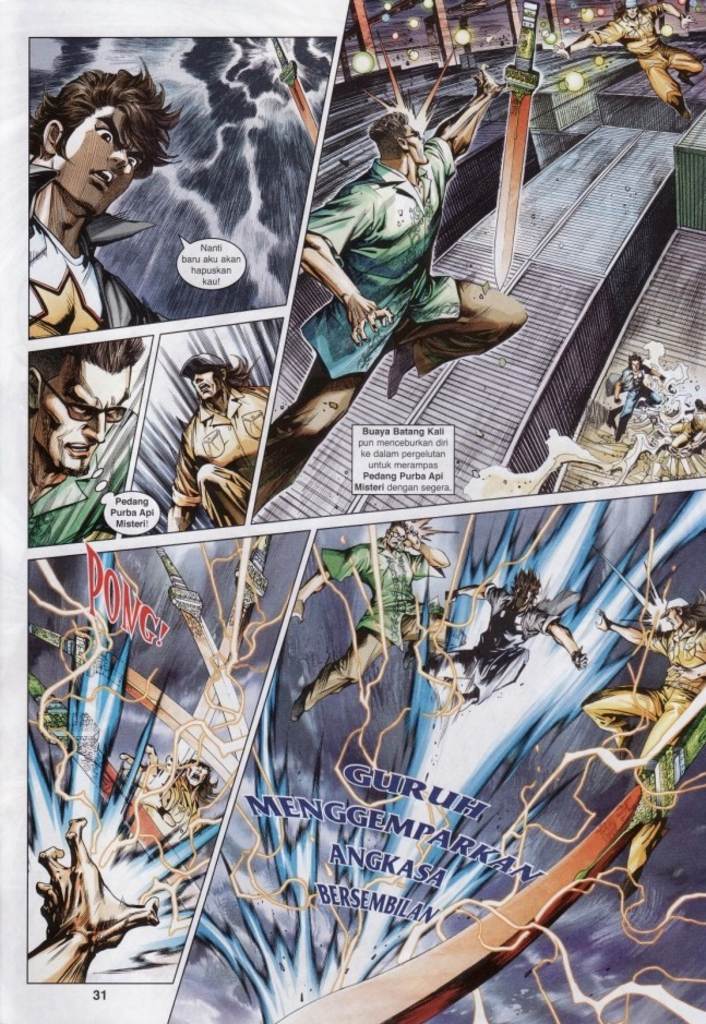 Nanti
baru aku akan
hapuskan
kau!
Buaya Batang Kali
pun menceburkan diri
ke dalam pergelutan
untuk merampas
Pedang Purba Api
Misteri dengan segera.
Pedang
Purba Api
Misteri!
PONG!
GURUH
MENGGEMPARKAN
ANGKASA
BERSEMBILAN
31